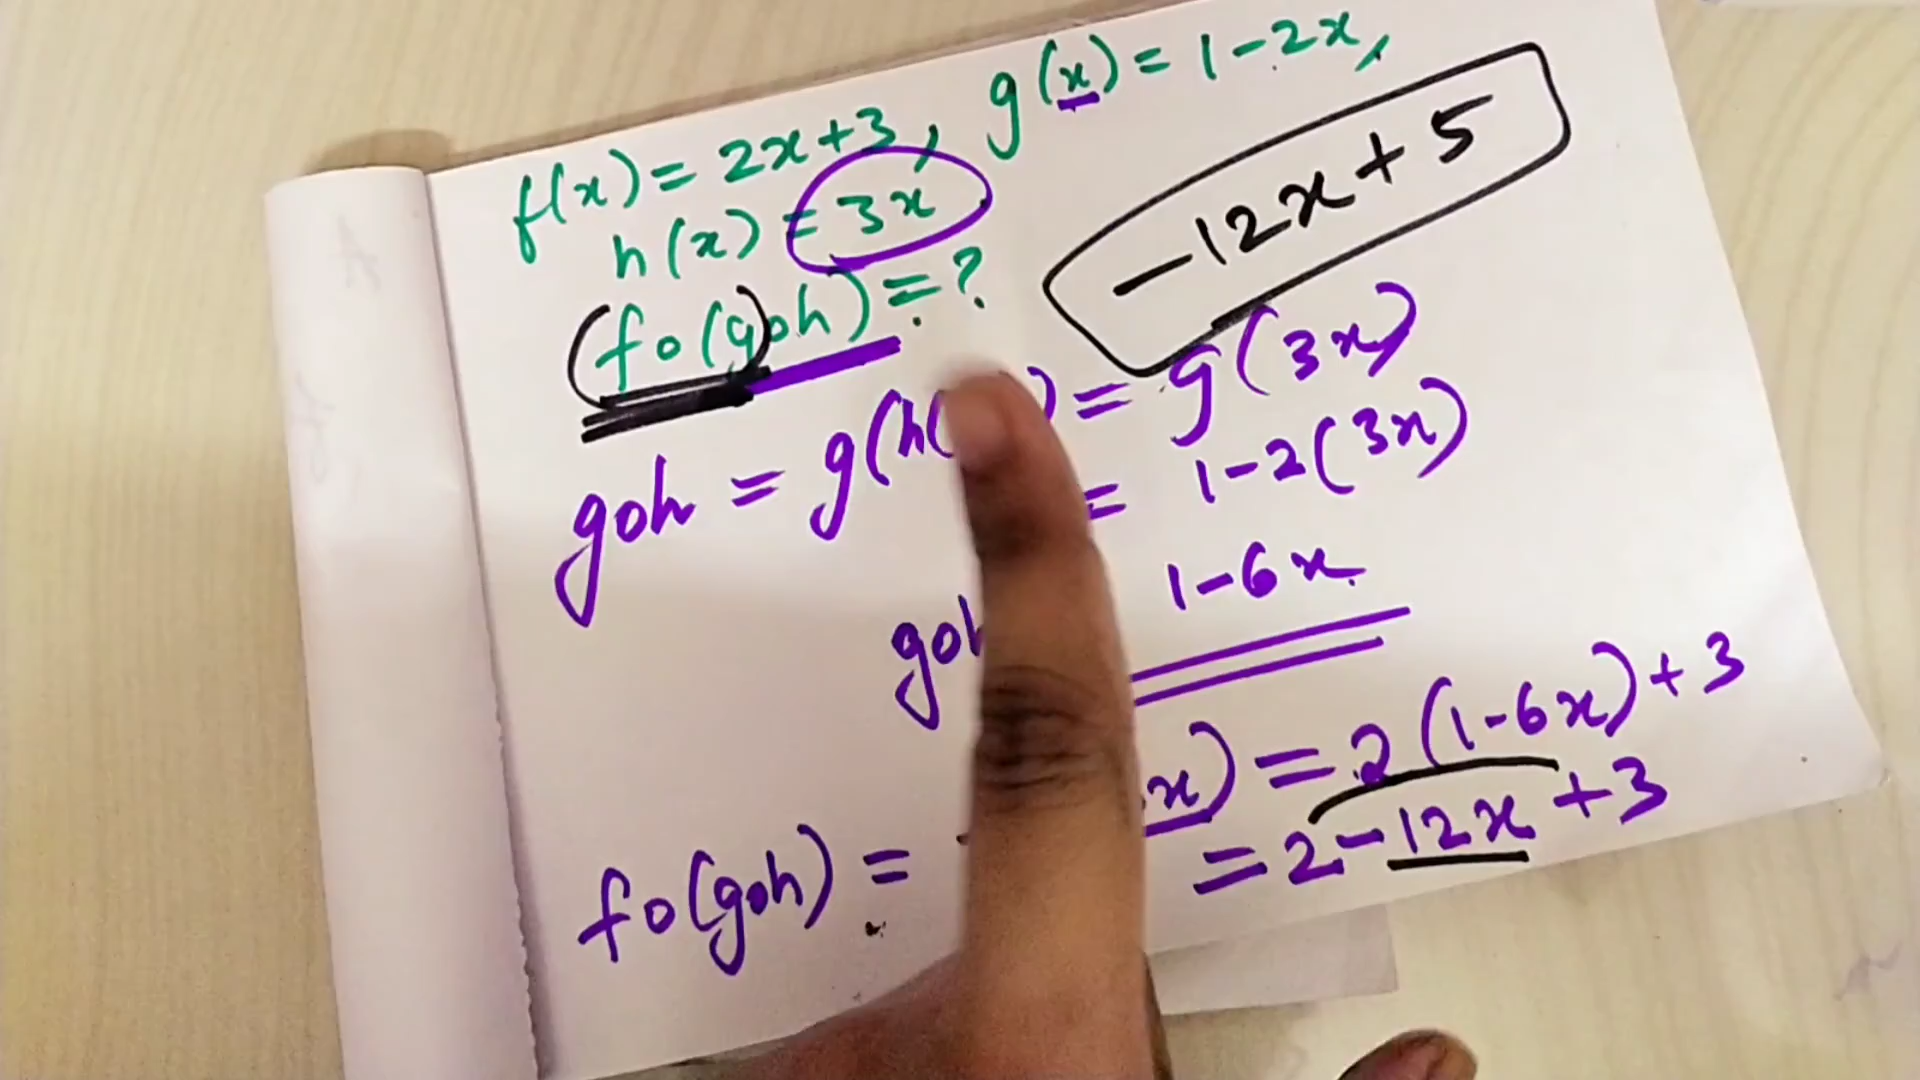 f(x) = 2x+3, g(x) = 1-2x,
h(x) = 3x
(fo(g)oh) = ?
-12x + 5
goh = g(h( ) = g(3x)
= 1-2(3x)
goh 1-6x
fo(goh) = x) = 2(1-6x)+3
= 2-12x+3